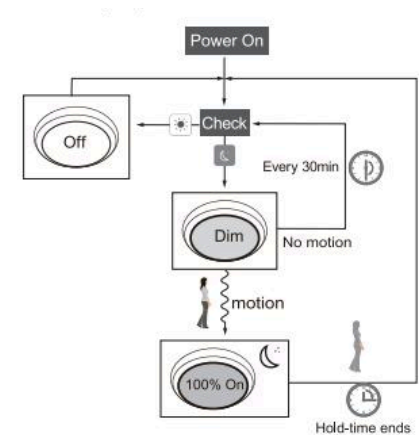 Power On
Off
Check
Every 30min
Dim
No motion
motion
100% On
Hold-time ends